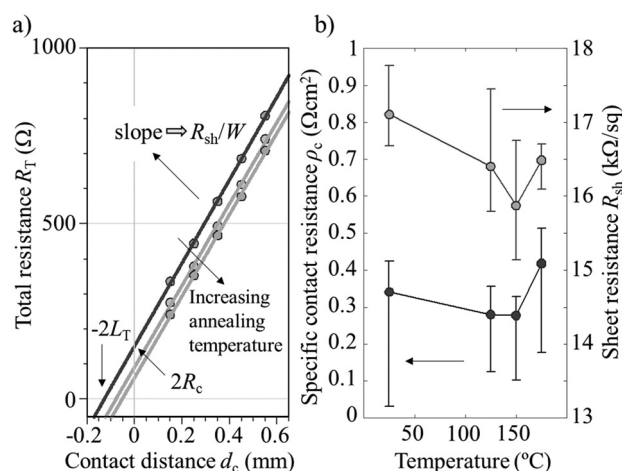 a)
1000
500
0
Total resistance R_T (Ω)
slope ⇨ R_sh/W
Increasing
annealing
temperature
-2L_T
2R_c
-0.2 0 0.2 0.4 0.6
Contact distance d_c (mm)
b)
1
0.9
0.8
0.7
0.6
0.5
0.4
0.3
0.2
0.1
0
Specific contact resistance ρ_c (Ωcm²)
18
17
16
15
14
13
Sheet resistance R_sh (kΩ/sq)
50 100 150
Temperature (ºC)